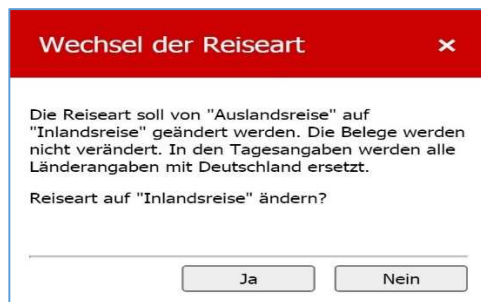 Wechsel der Reiseart ×
Die Reiseart soll von "Auslandsreise" auf
"Inlandsreise" geändert werden. Die Belege werden
nicht verändert. In den Tagesangaben werden alle
Länderangaben mit Deutschland ersetzt.
Reiseart auf "Inlandsreise" ändern?
Ja Nein